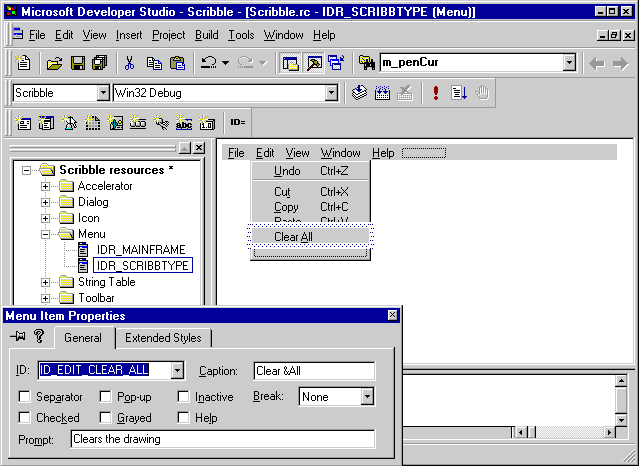 Microsoft Developer Studio - Scribble - [Scribble.rc - IDR_SCRIBBTYPE (Menu)]
File Edit View Insert Project Build Tools Window Help
m_penCur
Scribble Win32 Debug
abc ID=
Scribble resources *
Accelerator
Dialog
Icon
Menu
IDR_MAINFRAME
IDR_SCRIBBTYPE
String Table
Toolbar
File Edit View Window Help
Undo Ctrl+Z
Cut Ctrl+X
Copy Ctrl+C
Paste Ctrl+V
Clear All
Menu Item Properties
General Extended Styles
ID: ID_EDIT_CLEAR_ALL Caption: Clear &All
Separator Pop-up Inactive Break: None
Checked Grayed Help
Prompt: Clears the drawing